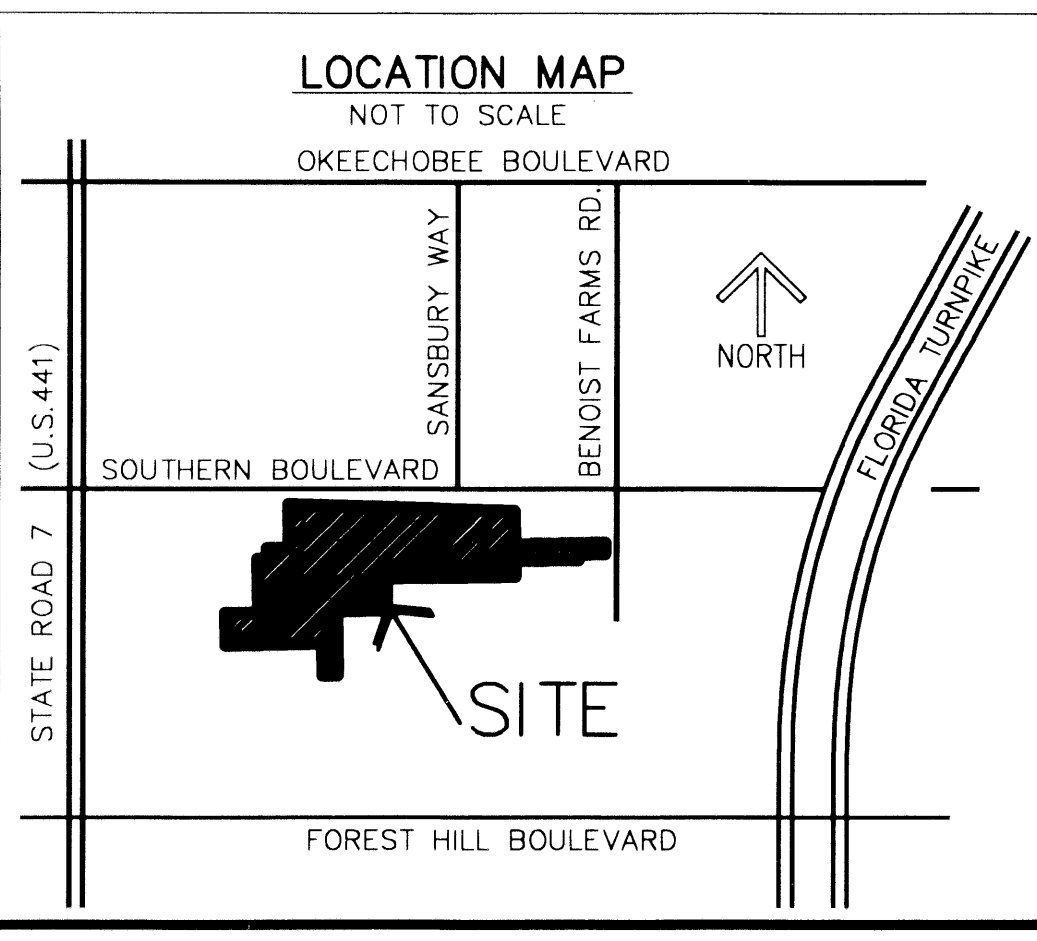 LOCATION MAP
NOT TO SCALE
OKEECHOBEE BOULEVARD
SANSBURY WAY
BENOIST FARMS RD.
NORTH
FLORIDA TURNPIKE
(U.S.441)
SOUTHERN BOULEVARD
STATE ROAD 7
SITE
FOREST HILL BOULEVARD